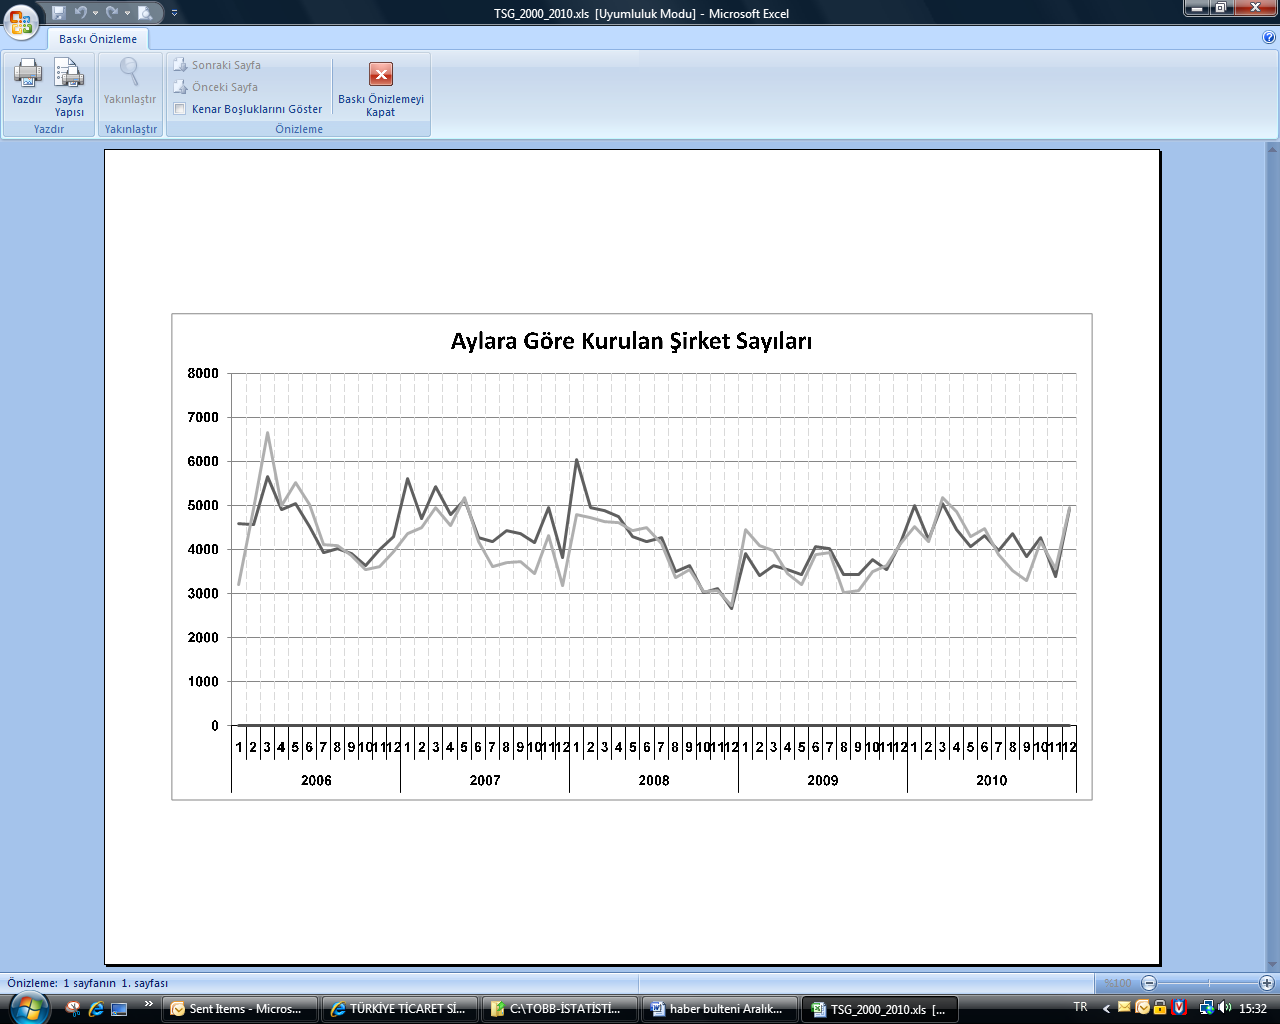 TSG_2000_2010.xls [Uyumluluk Modu] - Microsoft Excel
Baskı Önizleme
Yazdır
Sayfa Yapısı
Yazdır
Yakınlaştır
Yakınlaştır
Sonraki Sayfa
Önceki Sayfa
Kenar Boşluklarını Göster
Baskı Önizlemeyi Kapat
Önizleme
Aylara Göre Kurulan Şirket Sayıları
8000
7000
6000
5000
4000
3000
2000
1000
0
1 2 3 4 5 6 7 8 9 10 11 12 1 2 3 4 5 6 7 8 9 10 11 12 1 2 3 4 5 6 7 8 9 10 11 12 1 2 3 4 5 6 7 8 9 10 11 12 1 2 3 4 5 6 7 8 9 10 11 12
2006 2007 2008 2009 2010
Önizleme: 1 sayfanın 1. sayfası
%100
Sent Items - Micros...
TÜRKİYE TİCARET Sİ...
C:\TOBB-İSTATİSTİ...
haber bulteni Aralık...
TSG_2000_2010.xls [...
TR
15:32